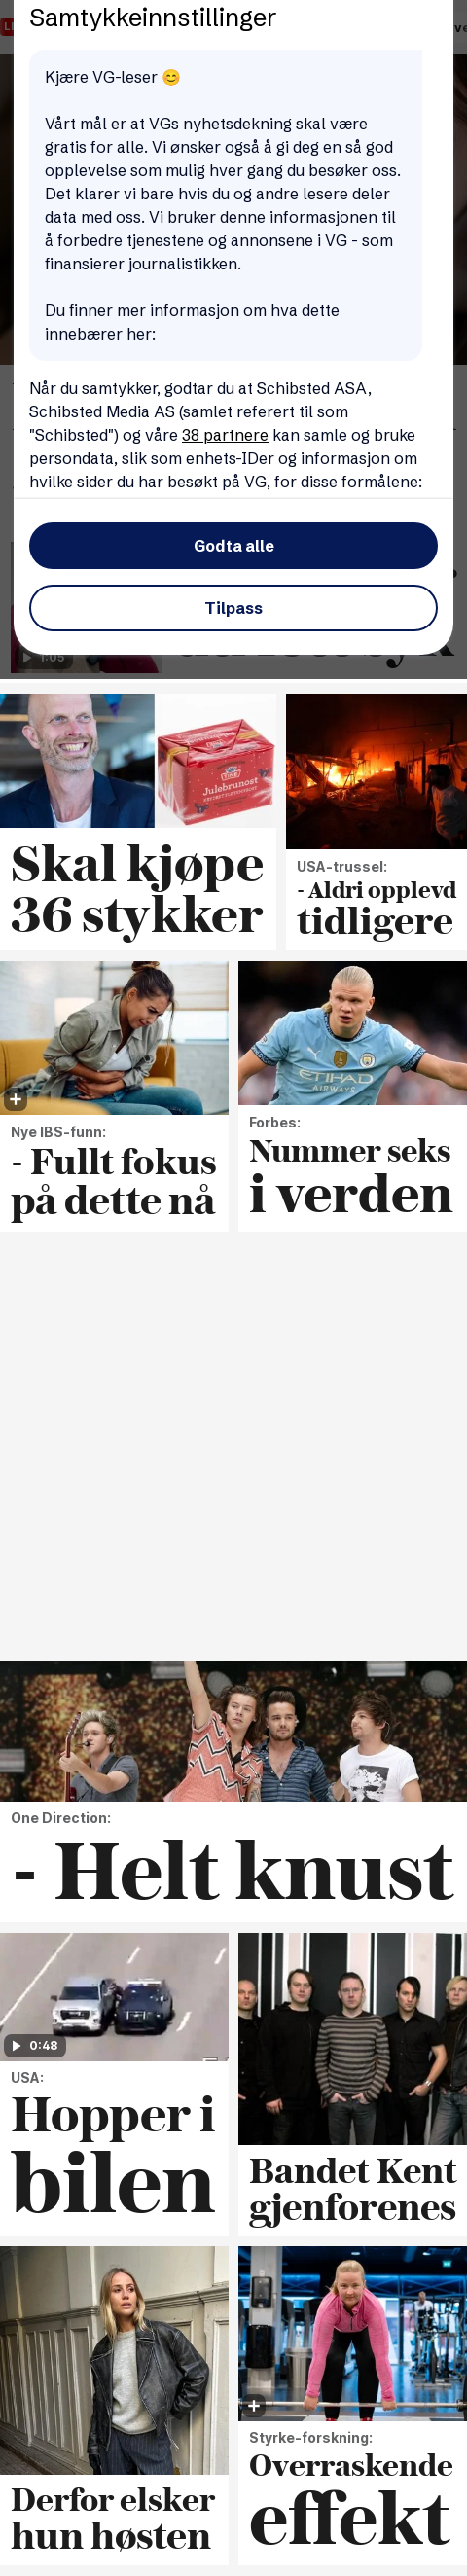 Samtykkeinnstillinger
Kjære VG-leser 😊
Vårt mål er at VGs nyhetsdekning skal være
gratis for alle. Vi ønsker også å gi deg en så god
opplevelse som mulig hver gang du besøker oss.
Det klarer vi bare hvis du og andre lesere deler
data med oss. Vi bruker denne informasjonen til
å forbedre tjenestene og annonsene i VG - som
finansierer journalistikken.
Du finner mer informasjon om hva dette
innebærer her:
Når du samtykker, godtar du at Schibsted ASA,
Schibsted Media AS (samlet referert til som
"Schibsted") og våre 38 partnere kan samle og bruke
persondata, slik som enhets-IDer og informasjon om
hvilke sider du har besøkt på VG, for disse formålene:
Godta alle
Tilpass
1:05
Julebrunost
Skal kjøpe
36 stykker
USA-trussel:
- Aldri opplevd
tidligere
ETIHAD
AIRWAYS
Nye IBS-funn:
- Fullt fokus
på dette nå
Forbes:
Nummer seks
i verden
One Direction:
- Helt knust
0:48
USA:
Hopper i
bilen
Bandet Kent
gjenforenes
Derfor elsker
hun høsten
Styrke-forskning:
Overraskende
effekt